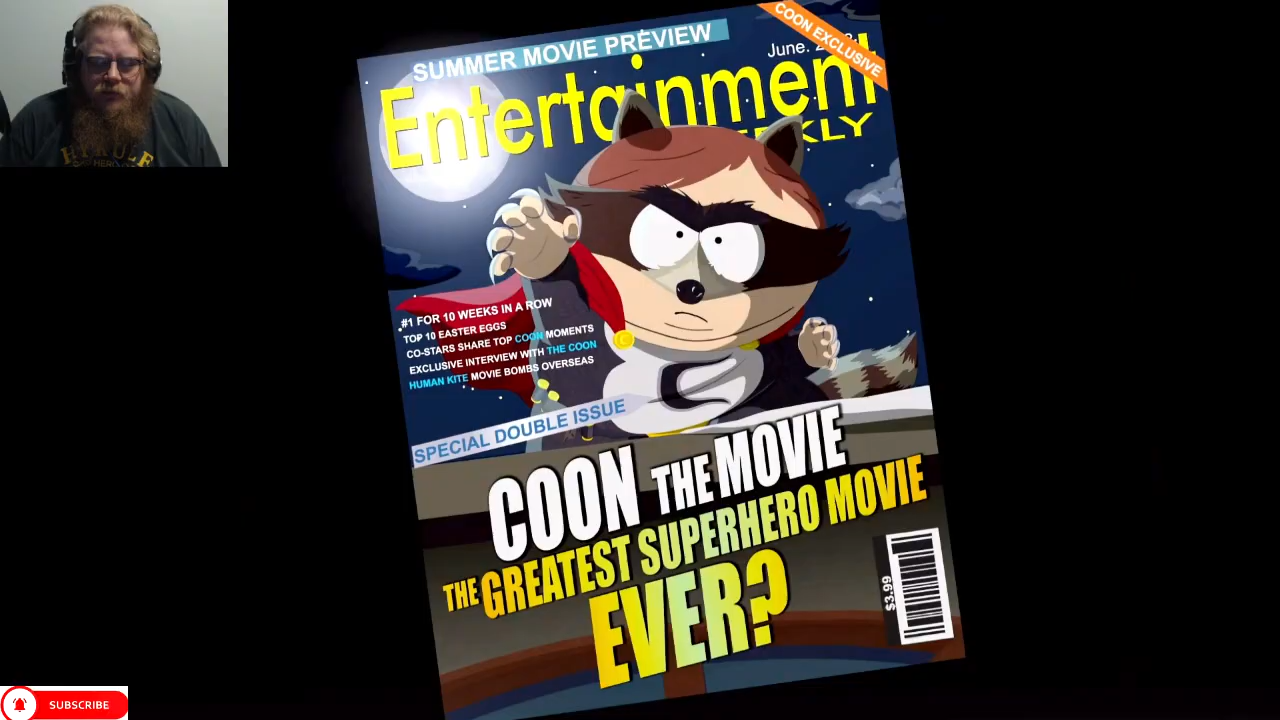 SUMMER MOVIE PREVIEW
COON EXCLUSIVE
Entertainment
#1 FOR 10 WEEKS IN A ROW
TOP 10 EASTER EGGS
CO-STARS SHARE TOP COON MOMENTS
EXCLUSIVE INTERVIEW WITH THE COON
HUMAN KITE MOVIE BOMBS OVERSEAS
SPECIAL DOUBLE ISSUE
COON THE MOVIE
THE GREATEST SUPERHERO MOVIE
EVER?
$3.99
SUBSCRIBE